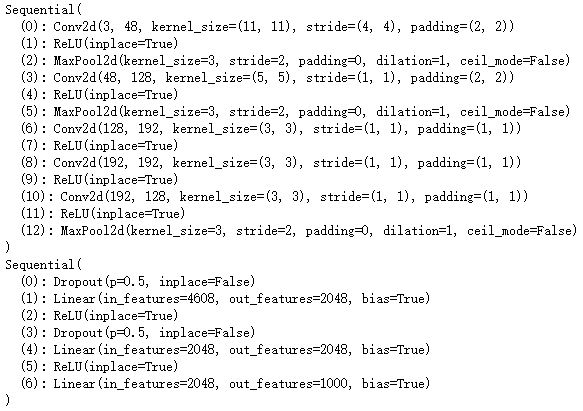 Sequential(
  (0): Conv2d(3, 48, kernel_size=(11, 11), stride=(4, 4), padding=(2, 2))
  (1): ReLU(inplace=True)
  (2): MaxPool2d(kernel_size=3, stride=2, padding=0, dilation=1, ceil_mode=False)
  (3): Conv2d(48, 128, kernel_size=(5, 5), stride=(1, 1), padding=(2, 2))
  (4): ReLU(inplace=True)
  (5): MaxPool2d(kernel_size=3, stride=2, padding=0, dilation=1, ceil_mode=False)
  (6): Conv2d(128, 192, kernel_size=(3, 3), stride=(1, 1), padding=(1, 1))
  (7): ReLU(inplace=True)
  (8): Conv2d(192, 192, kernel_size=(3, 3), stride=(1, 1), padding=(1, 1))
  (9): ReLU(inplace=True)
  (10): Conv2d(192, 128, kernel_size=(3, 3), stride=(1, 1), padding=(1, 1))
  (11): ReLU(inplace=True)
  (12): MaxPool2d(kernel_size=3, stride=2, padding=0, dilation=1, ceil_mode=False)
)
Sequential(
  (0): Dropout(p=0.5, inplace=False)
  (1): Linear(in_features=4608, out_features=2048, bias=True)
  (2): ReLU(inplace=True)
  (3): Dropout(p=0.5, inplace=False)
  (4): Linear(in_features=2048, out_features=2048, bias=True)
  (5): ReLU(inplace=True)
  (6): Linear(in_features=2048, out_features=1000, bias=True)
)